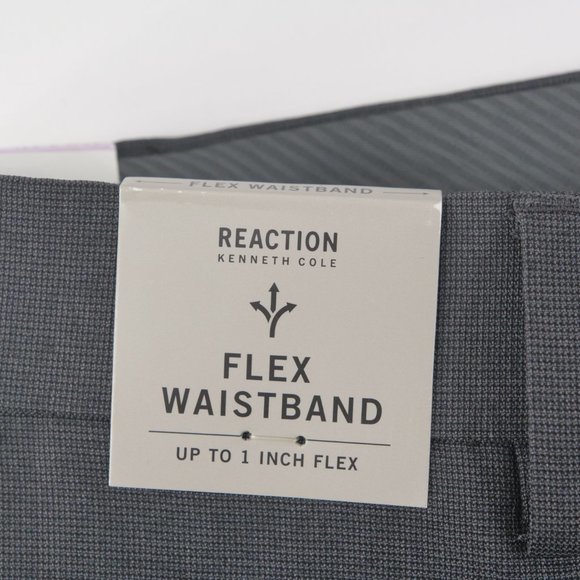 FLEX WAISTBAND
REACTION
KENNETH COLE
FLEX
WAISTBAND
UP TO 1 INCH FLEX